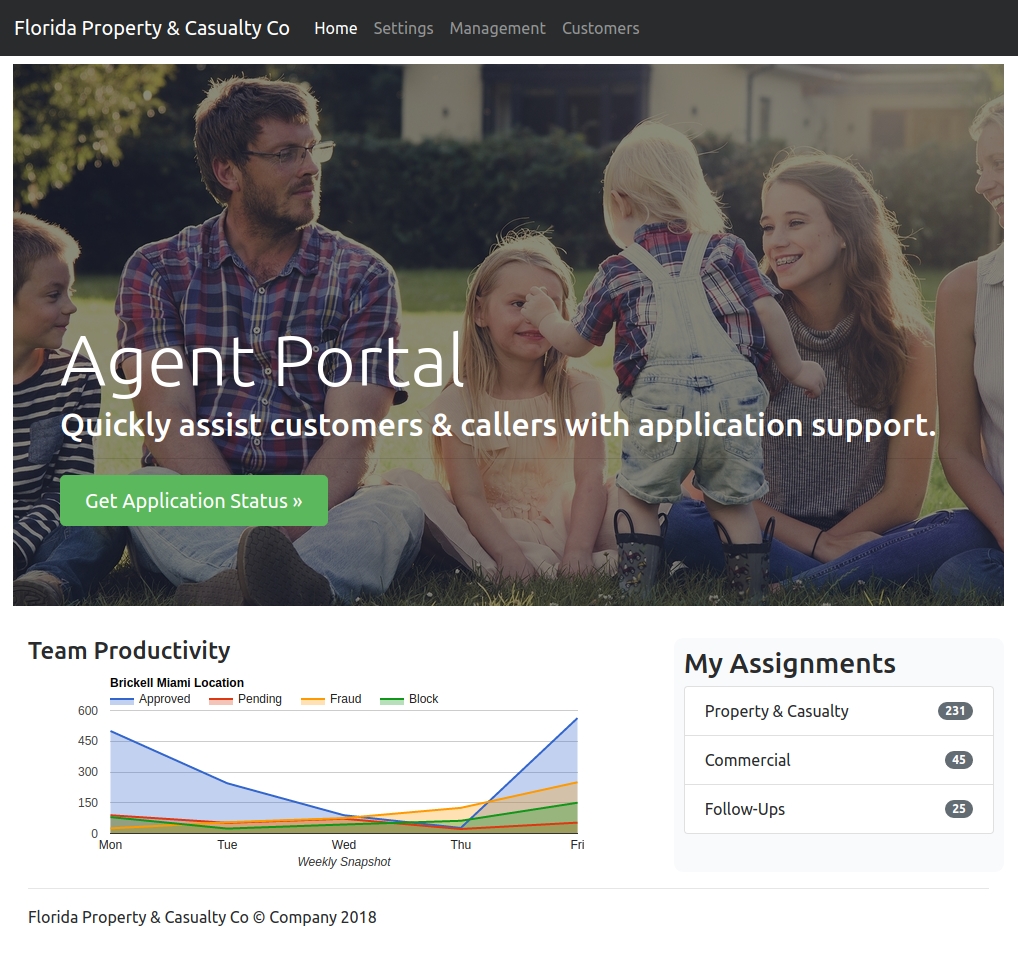 Florida Property & Casualty Co Home Settings Management Customers
Agent Portal
Quickly assist customers & callers with application support.
Get Application Status »
Team Productivity
Brickell Miami Location
Approved Pending Fraud Block
600
450
300
150
0
Mon Tue Wed Thu Fri
Weekly Snapshot
My Assignments
Property & Casualty 231
Commercial 45
Follow-Ups 25
Florida Property & Casualty Co © Company 2018